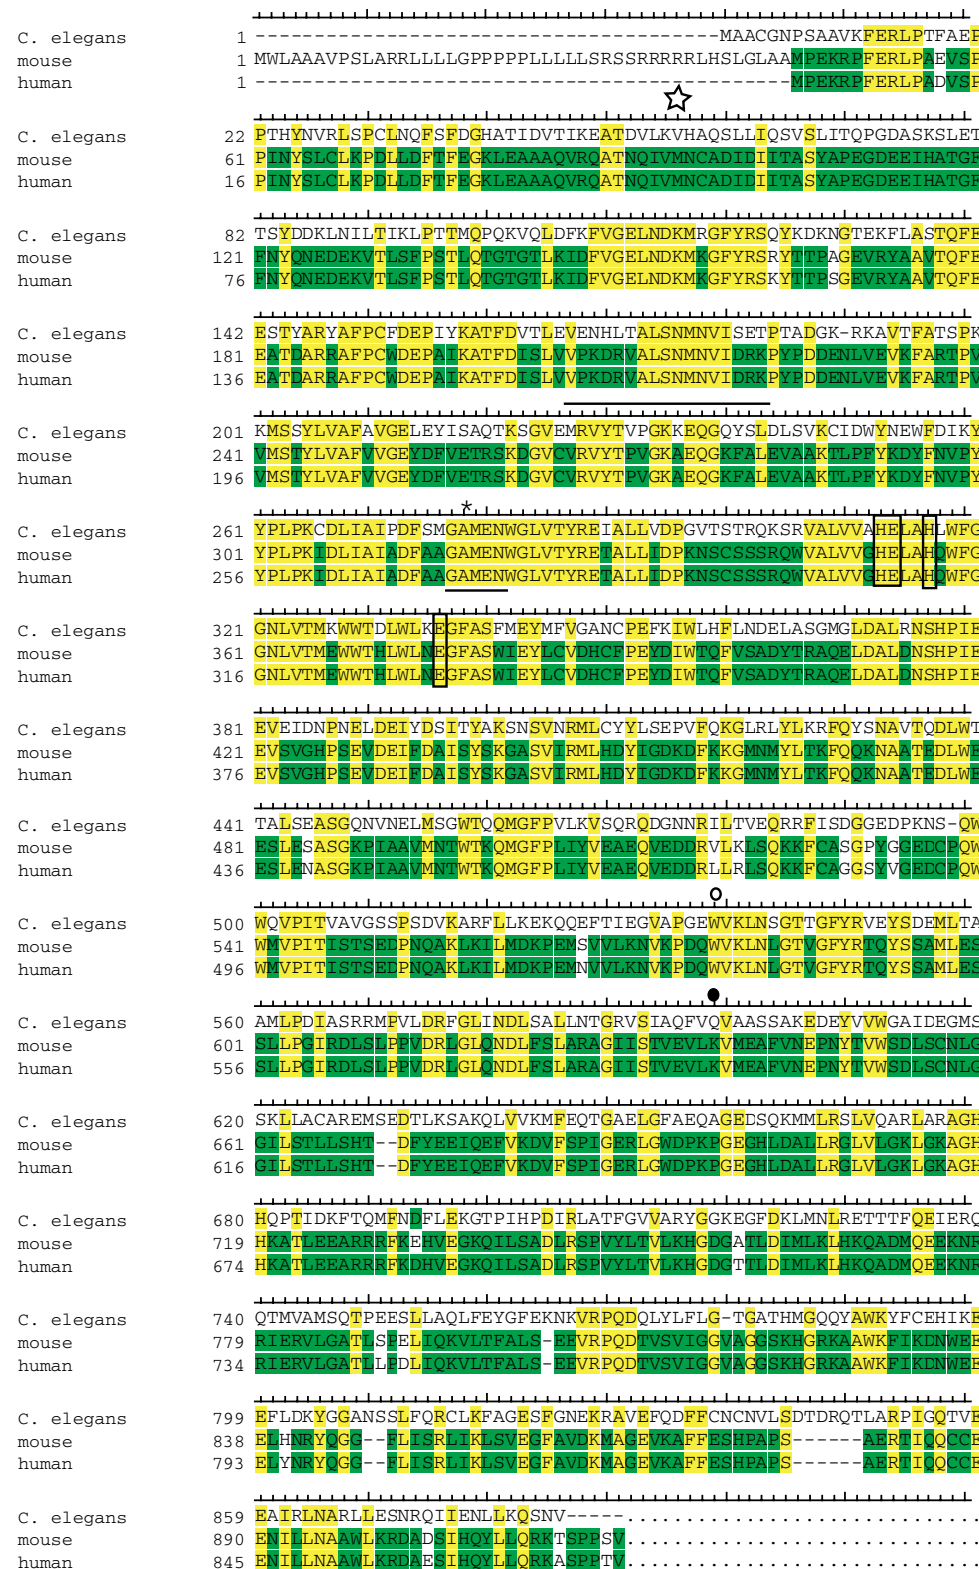 C. elegans 1 ---------------------------------------MAACGNPSAAVKFERLPTFAEP
mouse 1 MWLAAAVPSLARRLLLLGPPPPPLLLLLSRSSRRRRRLHSLGLAAMPEKRPFERLPAEVSP
human 1 ---------------------------------------------MPEKRPFERLPADVSP
C. elegans 22 PTHYNVRLSPCLNQFSFDGHATIDVTIKEATDVLKVHAQSLLIQSVSLITQPGDASKSLET
mouse 61 PINYSLCLKPDLLDFTFEGKLEAAAQVRQATNQIVMNCADIDIITASYAPEGDEEIHATGF
human 16 PINYSLCLKPDLLDFTFEGKLEAAAQVRQATNQIVMNCADIDIITASYAPEGDEEIHATGF
C. elegans 82 TSYDDKLNILTIKLPTTMQPQKVQLDFKFVGELNDKMRGFYRSQYKDKNGTEKFLASTQFE
mouse 121 FNYQNEDEKVTLSFPSTLQTGTGTLKIDFVGELNDKMKGFYRSRYTTPAGEVRYAAVTQFE
human 76 FNYQNEDEKVTLSFPSTLQTGTGTLKIDFVGELNDKMKGFYRSKYTTPSGEVRYAAVTQFE
C. elegans 142 ESTYARYAFPCFDEPIYKATFDVTLEVENHLTALSNMNVISETPTADGK-RKAVTFATSPK
mouse 181 EATDARRAFPCWDEPAIKATFDISLVVPKDRVALSNMNVIDRKPYPDDENLVEVKFARTPV
human 136 EATDARRAFPCWDEPAIKATFDISLVVPKDRVALSNMNVIDRKPYPDDENLVEVKFARTPV
C. elegans 201 KMSSYLVAFAVGELEYISAQTKSGVEMRVYTVPGKKEQGQYSLDLSVKCIDWYNEWFDIKY
mouse 241 VMSTYLVAFVVGEYDFVETRSKDGVCVRVYTPVGKAEQGKFALEVAAKTLPFYKDYFNVPY
human 196 VMSTYLVAFVVGEYDFVETRSKDGVCVRVYTPVGKAEQGKFALEVAAKTLPFYKDYFNVPY
*
C. elegans 261 YPLPKCDLIAIPDFSMGAMENWGLVTYREIALLVDPGVTSTRQKSRVALVVAHELAHLWFG
mouse 301 YPLPKIDLIAIADFAAGAMENWGLVTYRETALLIDPKNSCSSSRQWVALVVGHELAHQWFG
human 256 YPLPKIDLIAIADFAAGAMENWGLVTYRETALLIDPKNSCSSSRQWVALVVGHELAHQWFG
C. elegans 321 GNLVTMKWWTDLWLKEGFASFMEYMFVGANCPEFKIWLHFLNDELASGMGLDALRNSHPIE
mouse 361 GNLVTMEWWTHLWLNEGFASWIEYLCVDHCFPEYDIWTQFVSADYTRAQELDALDNSHPIE
human 316 GNLVTMEWWTHLWLNEGFASWIEYLCVDHCFPEYDIWTQFVSADYTRAQELDALDNSHPIE
C. elegans 381 EVEIDNPNELDEIYDSITYAKSNSVNRMLCYYLSEPVFQKGLRLYLKRFQYSNAVTQDLWT
mouse 421 EVSVGHPSEVDEIFDAISYSKGASVIRMLHDYIGDKDFKKGMNMYLTKFQQKNAATEDLWE
human 376 EVSVGHPSEVDEIFDAISYSKGASVIRMLHDYIGDKDFKKGMNMYLTKFQQKNAATEDLWE
C. elegans 441 TALSEASGQNVNELMSGWTQQMGFPVLKVSQRQDGNNRILTVEQRRFISDGGEDPKNS-QW
mouse 481 ESLESASGKPIAAVMNTWTKQMGFPLIYVEAEQVEDDRVLKLSQKKFCASGPYGGEDCPQW
human 436 ESLENASGKPIAAVMNTWTKQMGFPLIYVEAEQVEDDRLLRLSQKKFCAGGSYVGEDCPQW
C. elegans 500 WQVPITVAVGSSPSDVKARFLLKEKQQEFTIEGVAPGEWVKLNSGTTGFYRVEYSDEMLTA
mouse 541 WMVPITISTSEDPNQAKLKILMDKPEMSVVLKNVKPDQWVKLNLGTVGFYRTQYSSAMLES
human 496 WMVPITISTSEDPNQAKLKILMDKPEMNVVLKNVKPDQWVKLNLGTVGFYRTQYSSAMLES
C. elegans 560 AMLPDIASRRMPVLDRFGLINDLSALLNTGRVSIAQFVQVAASSAKEDEYVVWGAIDEGMS
mouse 601 SLLPGIRDLSLPPVDRLGLQNDLFSLARAGIISTVEVLKVMEAFVNEPNYTVWSDLSCNLG
human 556 SLLPGIRDLSLPPVDRLGLQNDLFSLARAGIISTVEVLKVMEAFVNEPNYTVWSDLSCNLG
C. elegans 620 SKLLACAREMSEDTLKSAKQLVVKMFEQTGAELGFAEQAGEDSQKMMLRSLVQARLARAGH
mouse 661 GILSTLLSHT--DFYEEIQEFVKDVFSPIGERLGWDPKPGEGHLDALLRGLVLGKLGKAGH
human 616 GILSTLLSHT--DFYEEIQEFVKDVFSPIGERLGWDPKPGEGHLDALLRGLVLGKLGKAGH
C. elegans 680 HQPTIDKFTQMFNDFLEKGTPIHPDIRLATFGVVARYGGKEGFDKLMNLRETTTFQEIERQ
mouse 719 HKATLEEARRRFKEHVEGKQILSADLRSPVYLTVLKHGDGATLDIMLKLHKQADMQEEKNR
human 674 HKATLEEARRRFKDHVEGKQILSADLRSPVYLTVLKHGDGTTLDIMLKLHKQADMQEEKNR
C. elegans 740 QTMVAMSQTPEESLLAQLFEYGFEKNKVRPQDQLYLFLG-TGATHMGQQYAWKYFCEHIKE
mouse 779 RIERVLGATLSPELIQKVLTFALS-EEVRPQDTVSVIGGVAGGSKHGRKAAWKFIKDNWEE
human 734 RIERVLGATLLPDLIQKVLTFALS-EEVRPQDTVSVIGGVAGGSKHGRKAAWKFIKDNWEE
C. elegans 799 EFLDKYGGANSSLFQRCLKFAGESFGNEKRAVEFQDFFCNCNVLSDTDRQTLARPIGQTVE
mouse 838 ELHNRYQGG--FLISRLIKLSVEGFAVDKMAGEVKAFFESHPAPS------AERTIQQCCE
human 793 ELYNRYQGG--FLISRLIKLSVEGFAVDKMAGEVKAFFESHPAPS------AERTIQQCCE
C. elegans 859 EAIRLNARLLESNRQIIENLLKQSNV-----..............................
mouse 890 ENILLNAAWLKRDADSIHQYLLQRKTSPPSV..............................
human 845 ENILLNAAWLKRDAESIHQYLLQRKASPPTV..............................